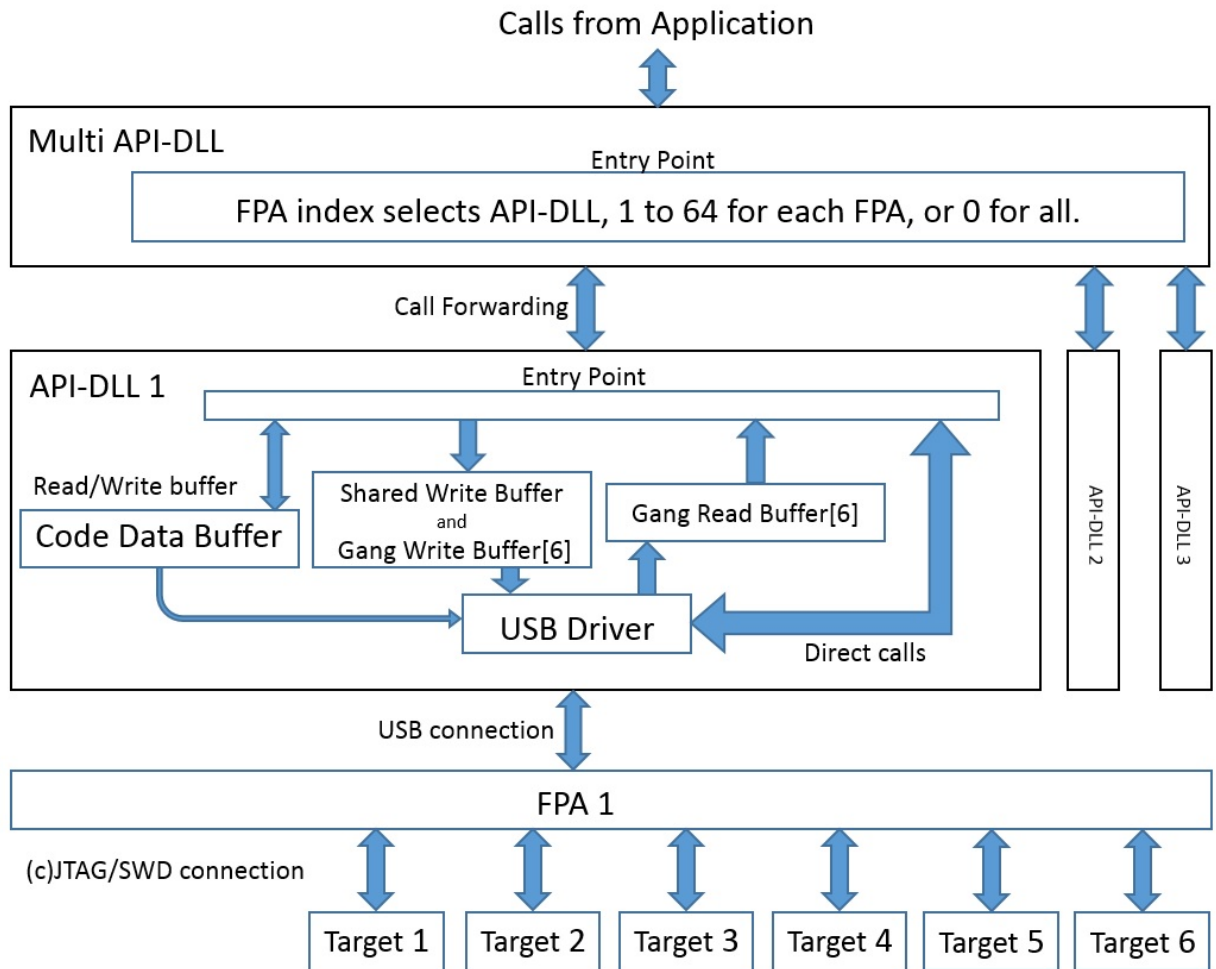 Calls from Application
Multi API-DLL
Entry Point
FPA index selects API-DLL, 1 to 64 for each FPA, or 0 for all.
Call Forwarding
API-DLL 1
Entry Point
Read/Write buffer
Code Data Buffer
Shared Write Buffer
and
Gang Write Buffer[6]
Gang Read Buffer[6]
USB Driver
Direct calls
API-DLL 2
API-DLL 3
USB connection
FPA 1
(c)JTAG/SWD connection
Target 1
Target 2
Target 3
Target 4
Target 5
Target 6